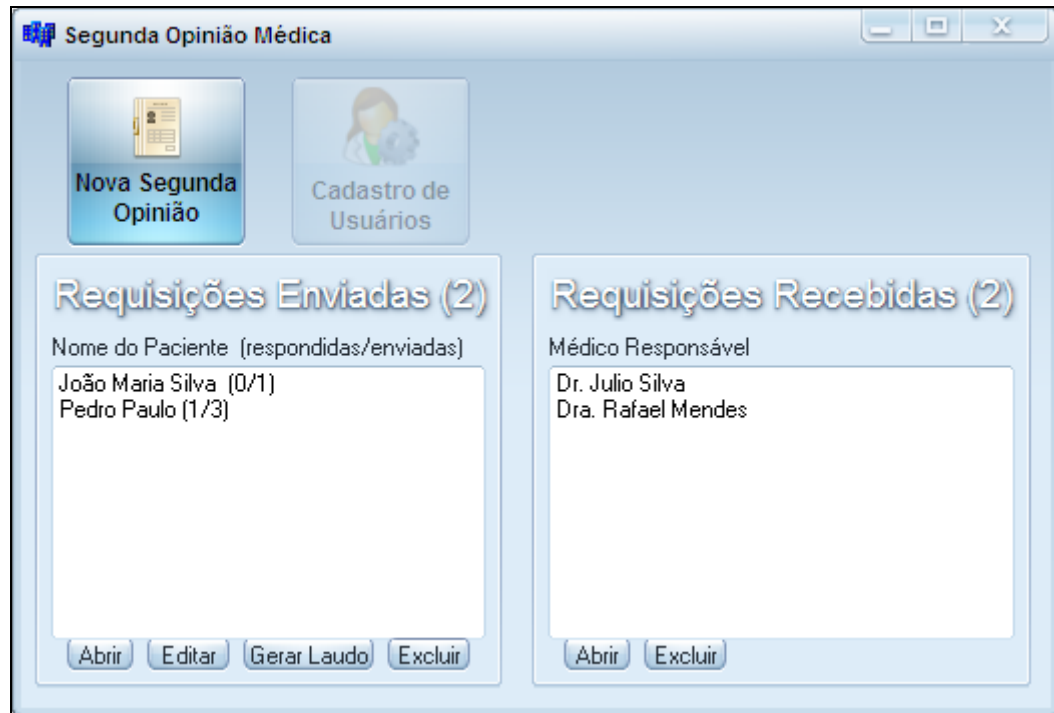 Segunda Opinião Médica
Nova Segunda
Opinião
Cadastro de
Usuários
Requisições Enviadas (2)
Nome do Paciente (respondidas/enviadas)
João Maria Silva (0/1)
Pedro Paulo (1/3)
Abrir Editar Gerar Laudo Excluir
Requisições Recebidas (2)
Médico Responsável
Dr. Julio Silva
Dra. Rafael Mendes
Abrir Excluir